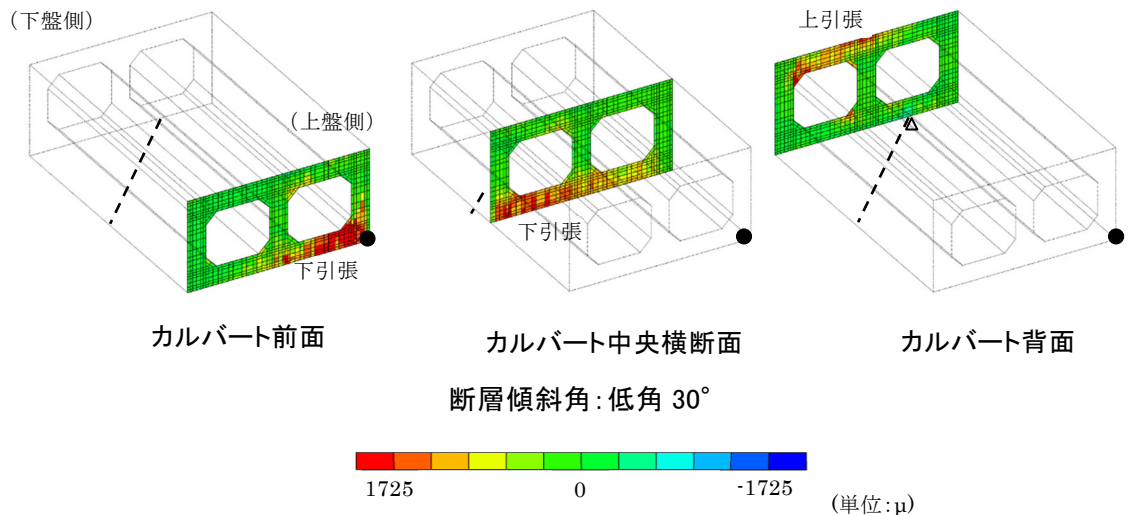 (下盤側)
(上盤側)
下引張
カルバート前面
下引張
カルバート中央横断面
上引張
カルバート背面
断層傾斜角:低角 30°
1725
0
-1725
(単位:μ)